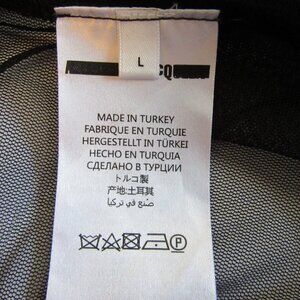 L
MADE IN TURKEY
FABRIQUE EN TURQUIE
HERGESTELLT IN TÜRKEI
HECHO EN TURQUIA
СДЕЛАНО В ТУРЦИИ
トルコ製
产地:土耳其
صنع في تركيا
P